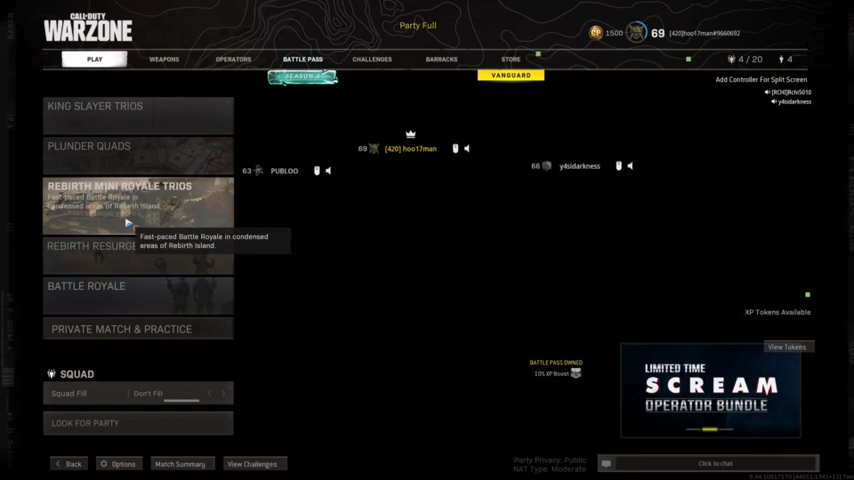 CALL OF DUTY
WARZONE
Party Full
CP 1500
69
[420]hoo17man#9660692
PLAY
WEAPONS
OPERATORS
BATTLE PASS
CHALLENGES
BARRACKS
STORE
4 / 20
4
SEASON 6
VANGUARD
Add Controller For Split Screen
[RCHI]Rchi5010
y4sidarkness
KING SLAYER TRIOS
PLUNDER QUADS
REBIRTH MINI ROYALE TRIOS
Fast-paced Battle Royale in
condensed areas of Rebirth Island.
Fast-paced Battle Royale in condensed
areas of Rebirth Island.
REBIRTH RESURGE
BATTLE ROYALE
PRIVATE MATCH & PRACTICE
63 PUBLOO
69 [420] hoo17man
66 y4sidarkness
XP Tokens Available
View Tokens
BATTLE PASS OWNED
10% XP Boost
LIMITED TIME
SCREAM
OPERATOR BUNDLE
SQUAD
Squad Fill
Don't Fill
LOOK FOR PARTY
Back
Options
Match Summary
View Challenges
Party Privacy: Public
NAT Type: Moderate
Click to chat